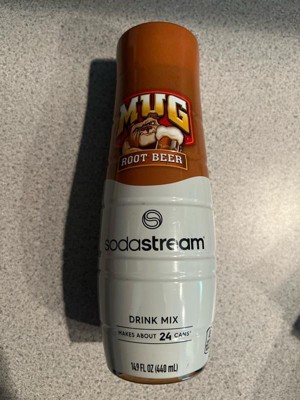 MUG
ROOT BEER
sodastream
DRINK MIX
MAKES ABOUT 24 CANS*
14.9 FL OZ (440 mL)